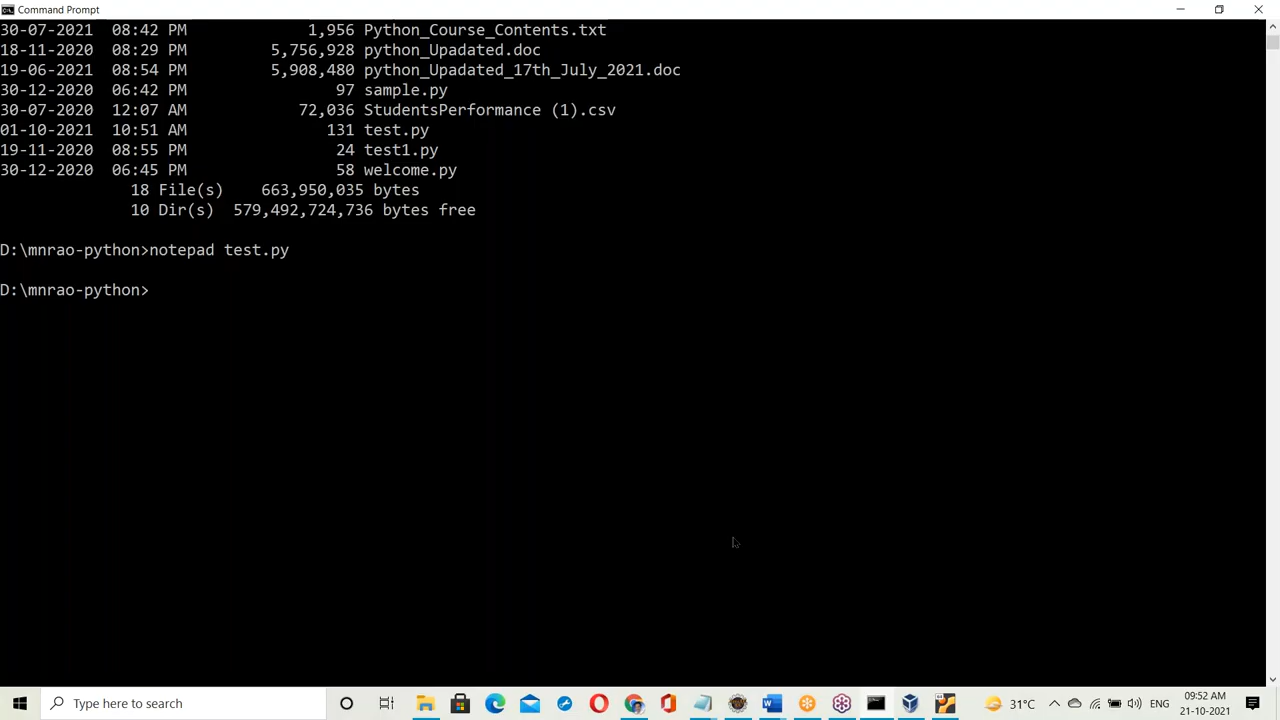 Command Prompt
30-07-2021  08:42 PM             1,956 Python_Course_Contents.txt
18-11-2020  08:29 PM         5,756,928 python_Upadated.doc
19-06-2021  08:54 PM         5,908,480 python_Upadated_17th_July_2021.doc
30-12-2020  06:42 PM                97 sample.py
30-07-2020  12:07 AM            72,036 StudentsPerformance (1).csv
01-10-2021  10:51 AM               131 test.py
19-11-2020  08:55 PM                24 test1.py
30-12-2020  06:45 PM                58 welcome.py
18 File(s)    663,950,035 bytes
10 Dir(s)  579,492,724,736 bytes free
D:\mnrao-python>notepad test.py
D:\mnrao-python>
Type here to search
31°C
ENG
09:52 AM
21-10-2021